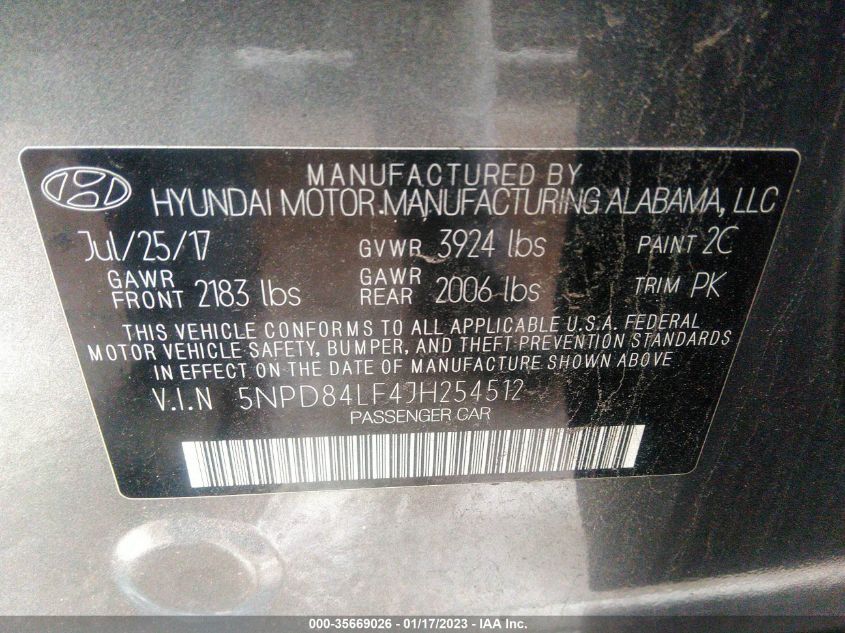 MANUFACTURED BY
HYUNDAI MOTOR MANUFACTURING ALABAMA, LLC
Jul/25/17 GVWR 3924 lbs PAINT 2C
GAWR FRONT 2183 lbs GAWR REAR 2006 lbs TRIM PK
THIS VEHICLE CONFORMS TO ALL APPLICABLE U.S.A. FEDERAL
MOTOR VEHICLE SAFETY, BUMPER, AND THEFT PREVENTION STANDARDS
IN EFFECT ON THE DATE OF MANUFACTURE SHOWN ABOVE
V.I.N 5NPD84LF4JH254512
PASSENGER CAR
000-35669026 - 01/17/2023 - IAA Inc.